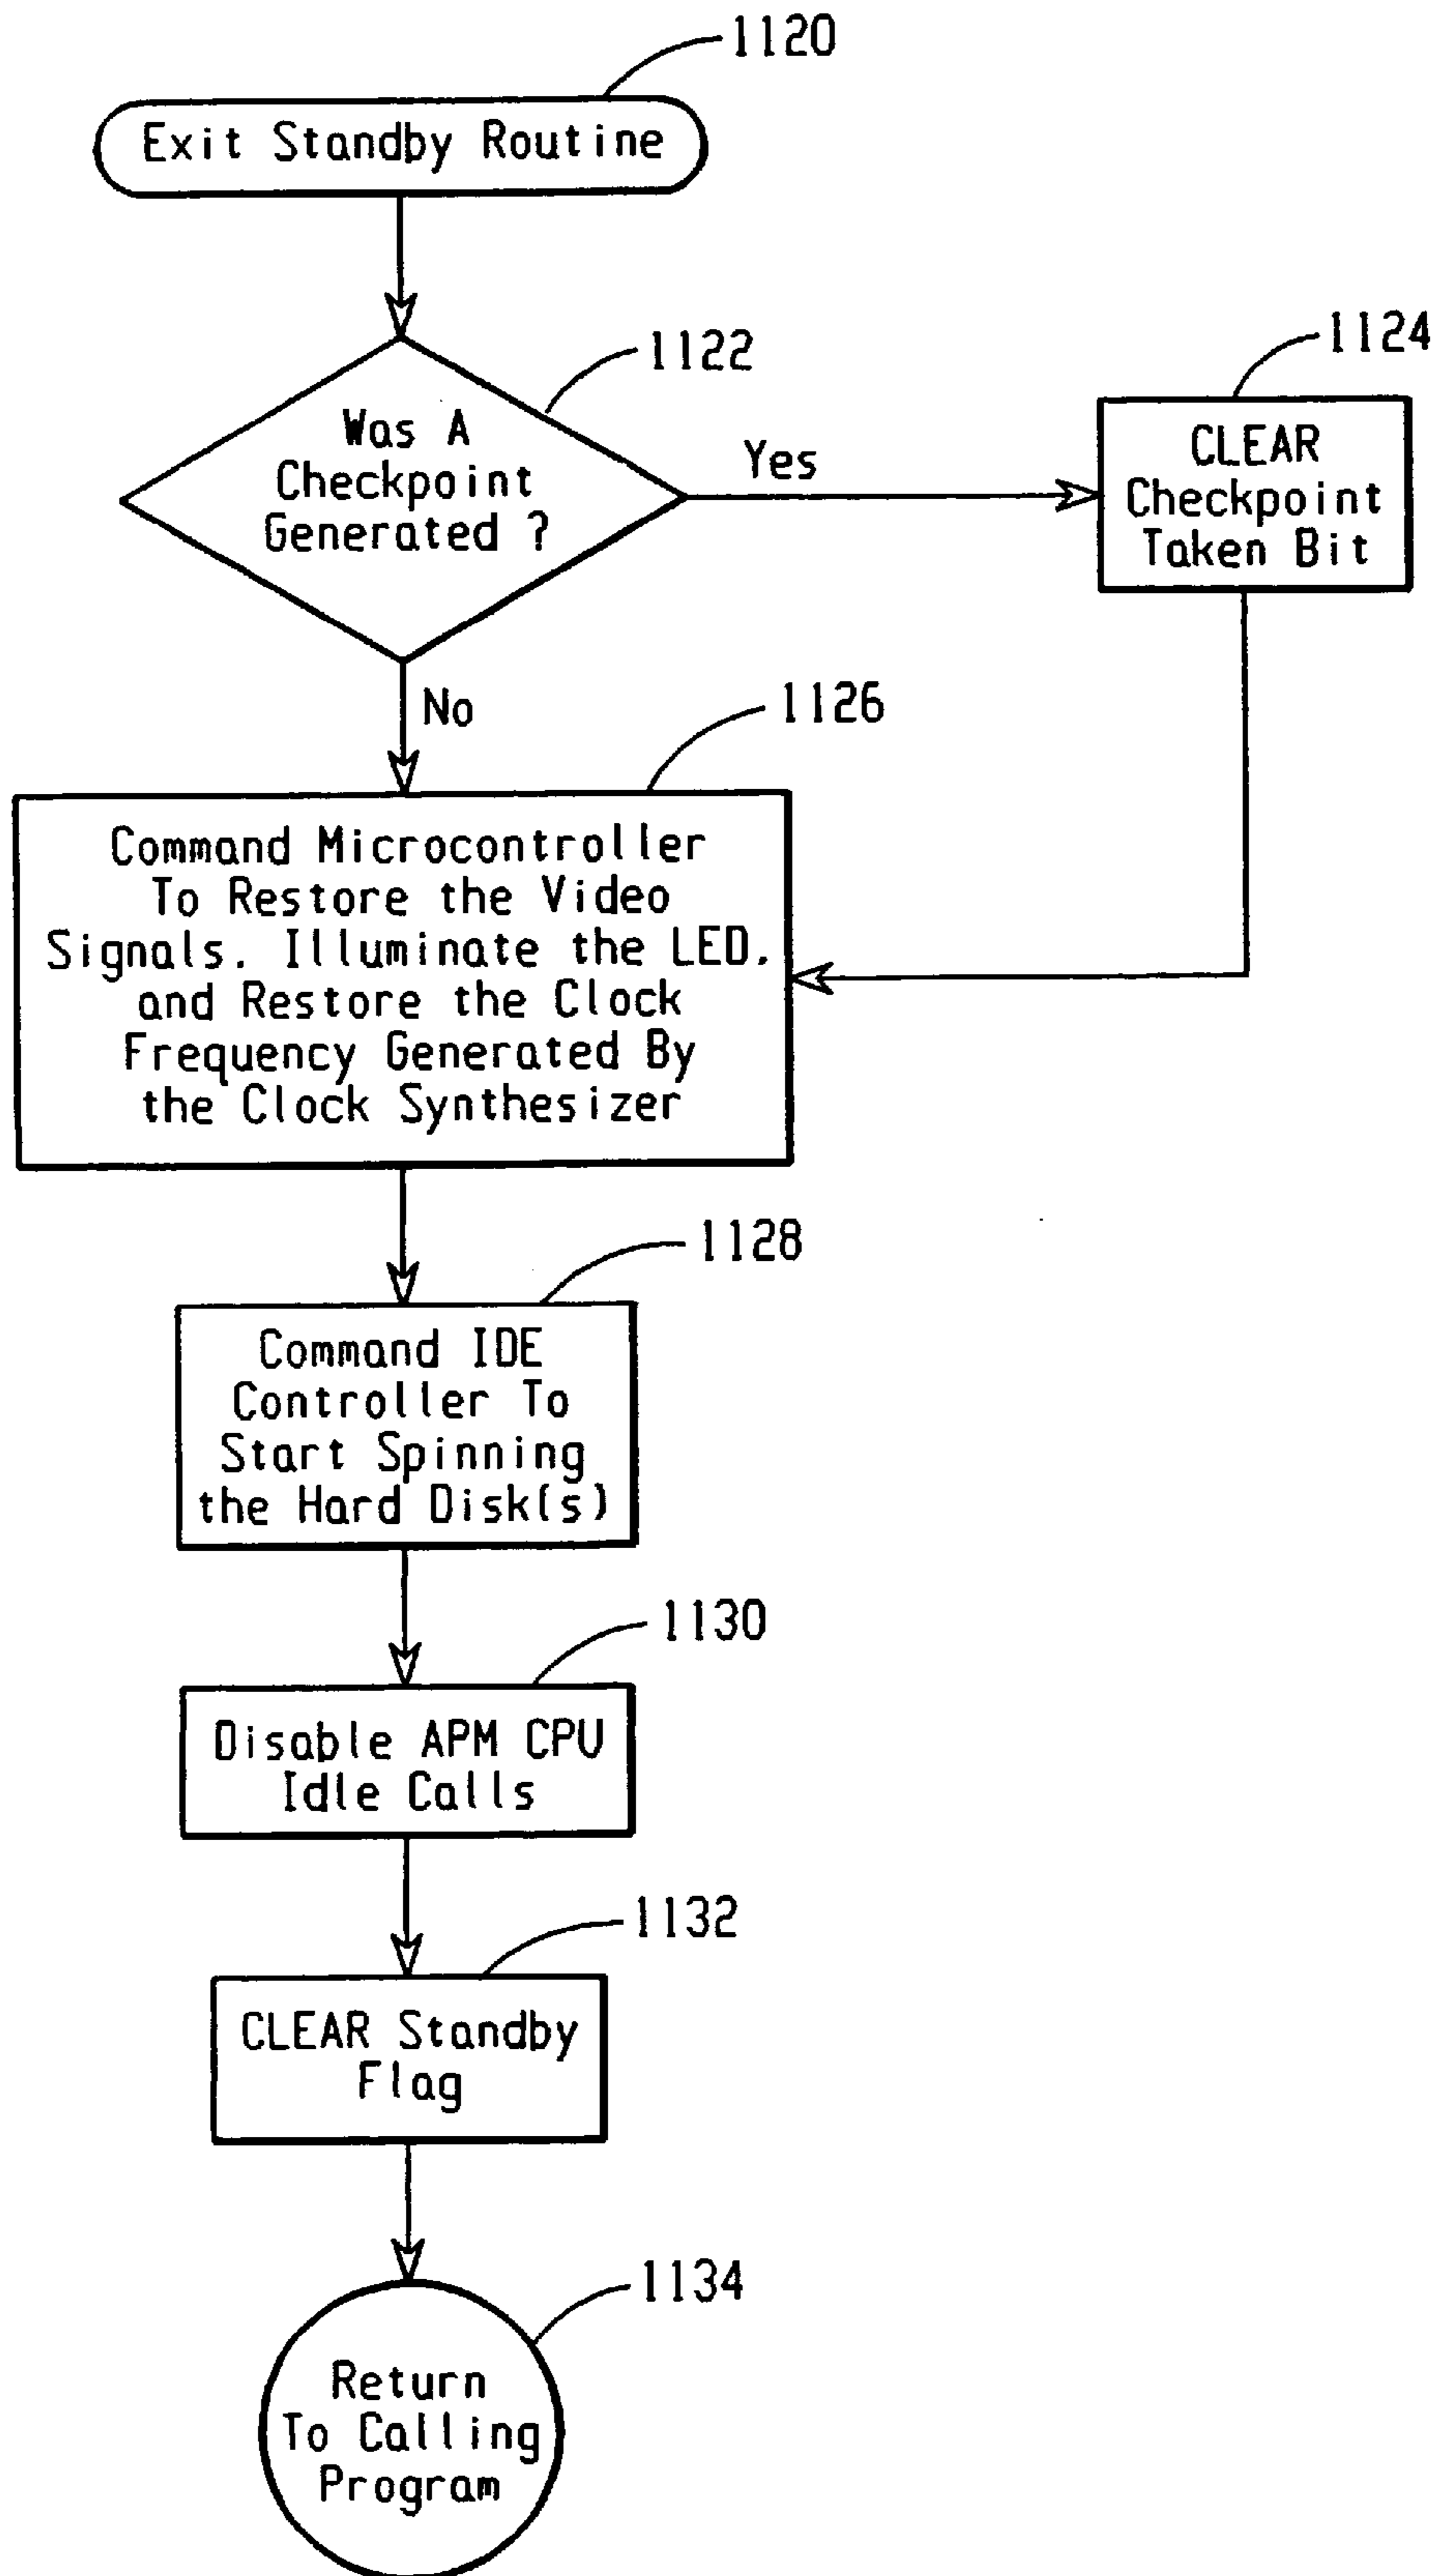 1120
Exit Standby Routine
1122
Was A
Checkpoint
Generated ?
Yes
1124
CLEAR
Checkpoint
Taken Bit
No
1126
Command Microcontroller
To Restore the Video
Signals. Illuminate the LED.
and Restore the Clock
Frequency Generated By
the Clock Synthesizer
1128
Command IDE
Controller To
Start Spinning
the Hard Disk(s)
1130
Disable APM CPU
Idle Calls
1132
CLEAR Standby
Flag
1134
Return
To Calling
Program